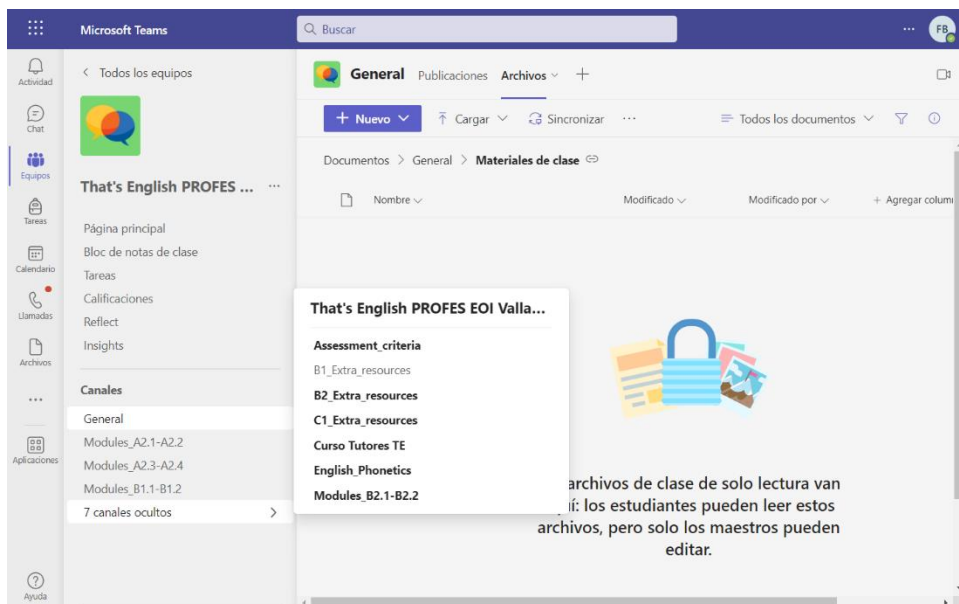 Microsoft Teams
Buscar
FB
Actividad
Chat
Equipos
Tareas
Calendario
Llamadas
Archivos
Aplicaciones
Ayuda
Todos los equipos
That's English PROFES ...
Página principal
Bloc de notas de clase
Tareas
Calificaciones
Reflect
Insights
Canales
General
Modules_A2.1-A2.2
Modules_A2.3-A2.4
Modules_B1.1-B1.2
7 canales ocultos
General Publicaciones Archivos
Nuevo Cargar Sincronizar ... Todos los documentos
Documentos > General > Materiales de clase
Nombre Modificado Modificado por + Agregar colum
That's English PROFES EOI Valla...
Assessment_criteria
B1_Extra_resources
B2_Extra_resources
C1_Extra_resources
Curso Tutores TE
English_Phonetics
Modules_B2.1-B2.2
archivos de clase de solo lectura van
í: los estudiantes pueden leer estos
archivos, pero solo los maestros pueden
editar.